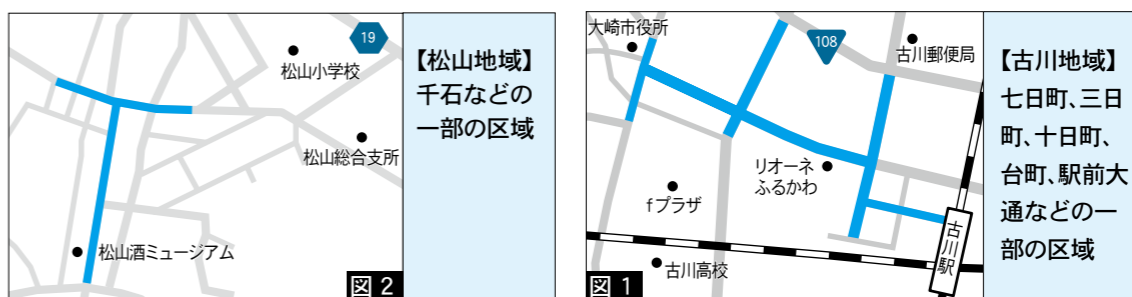 19
松山小学校
松山総合支所
松山酒ミュージアム
図 2
【松山地域】
千石などの
一部の区域
大崎市役所
108
古川郵便局
リオーネ
ふるかわ
fプラザ
古川駅
古川高校
図 1
【古川地域】
七日町、三日
町、十日町、
台町、駅前大
通などの一
部の区域